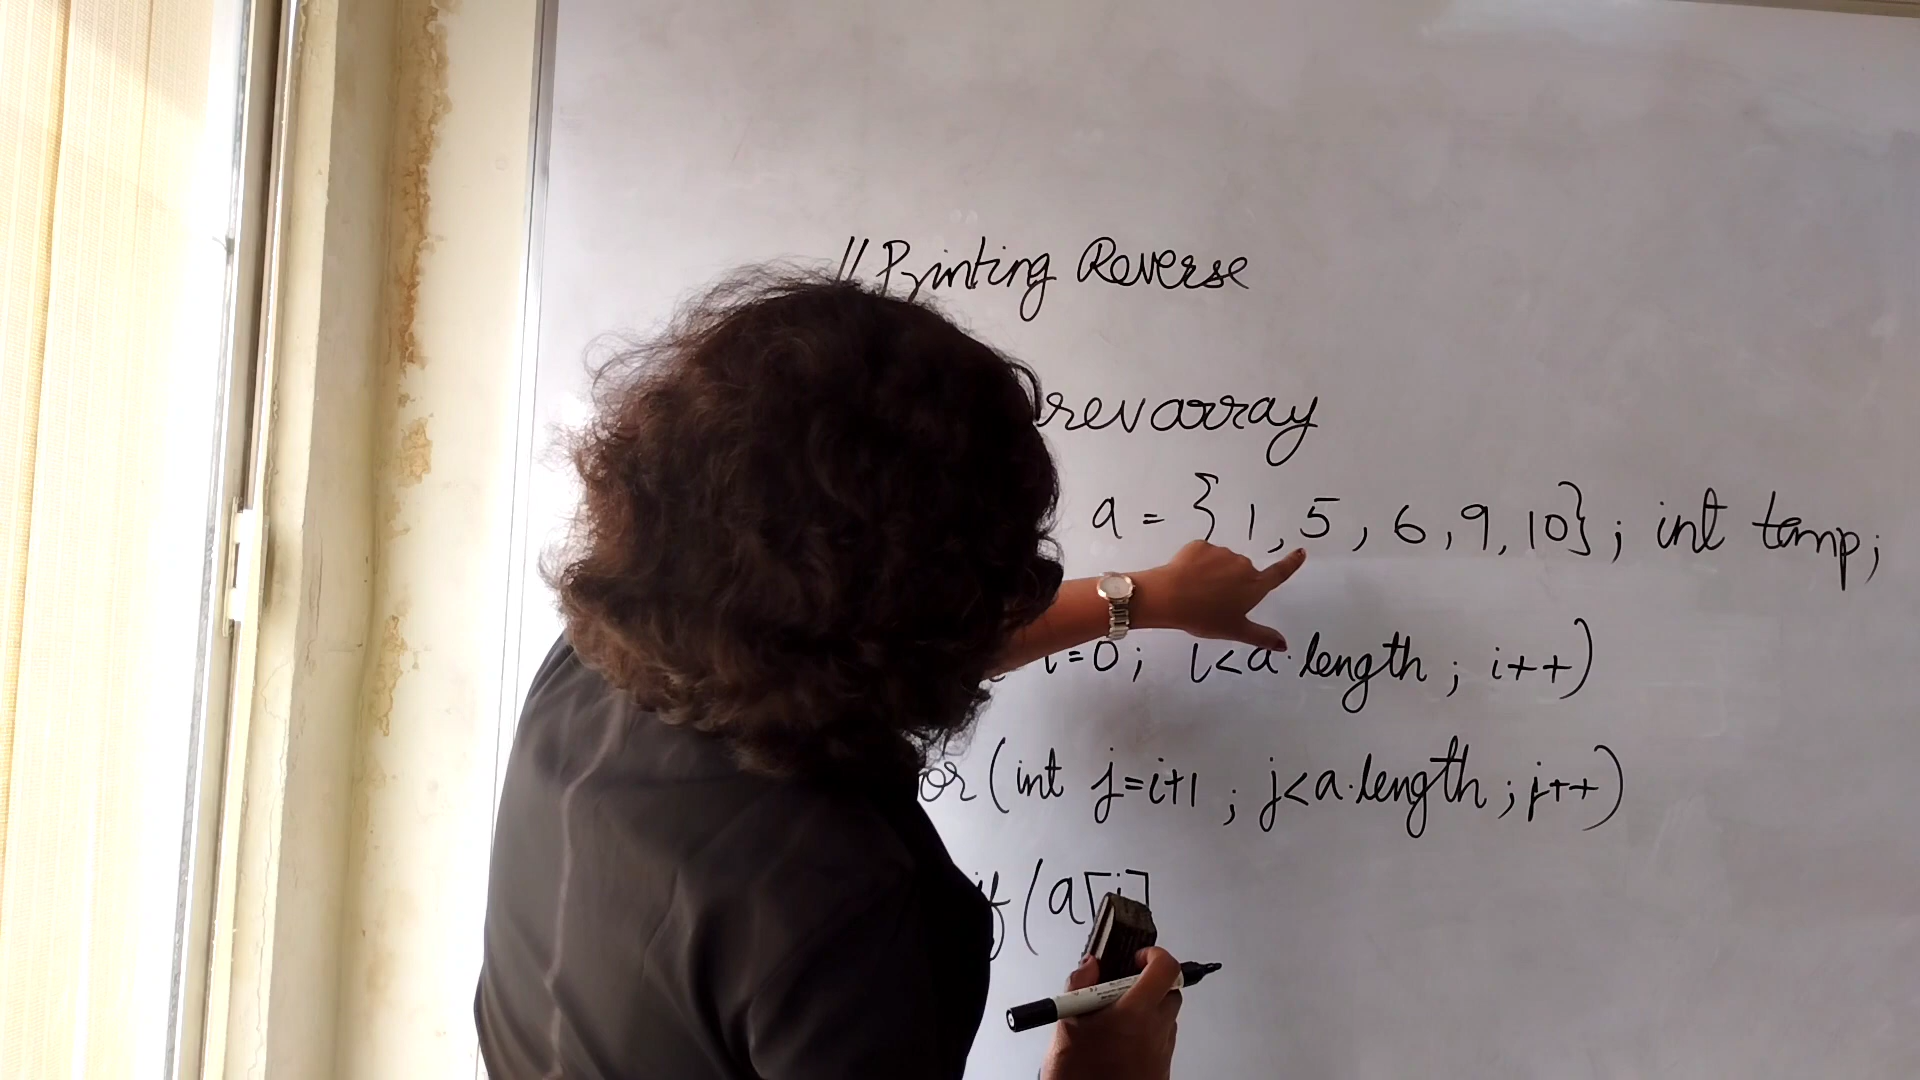 // Printing Reverse
revarray
a = { 1, 5, 6, 9, 10}; int temp;
i=0; i<a.length; i++)
or (int j=i+1; j<a.length; j++)
if (a[i]